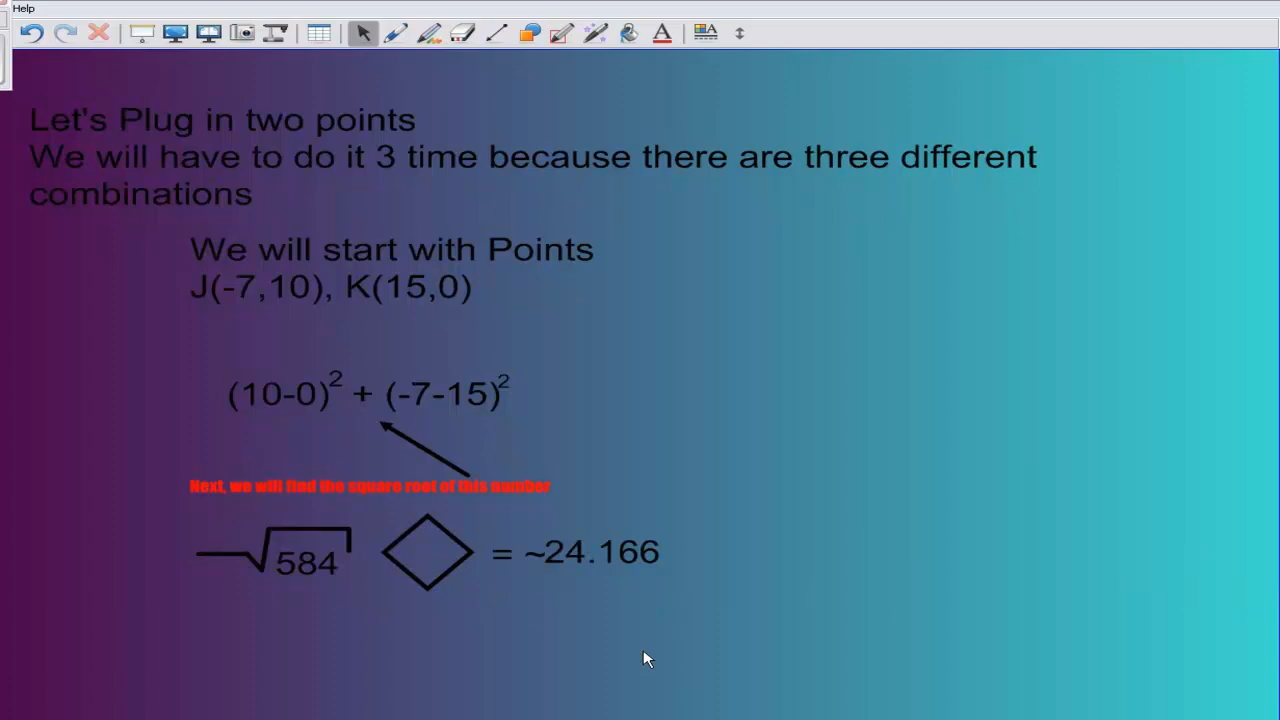 Help
Let's Plug in two points
We will have to do it 3 time because there are three different
combinations
We will start with Points
J(-7,10), K(15,0)
(10-0)² + (-7-15)²
Next, we will find the square root of this number
√584 = ~24.166